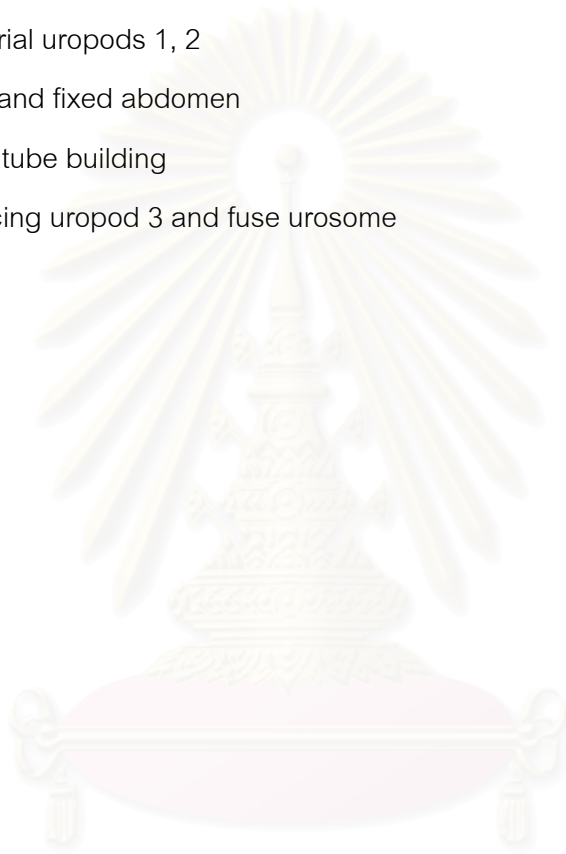 rial uropods 1, 2
and fixed abdomen
tube building
cing uropod 3 and fuse urosome